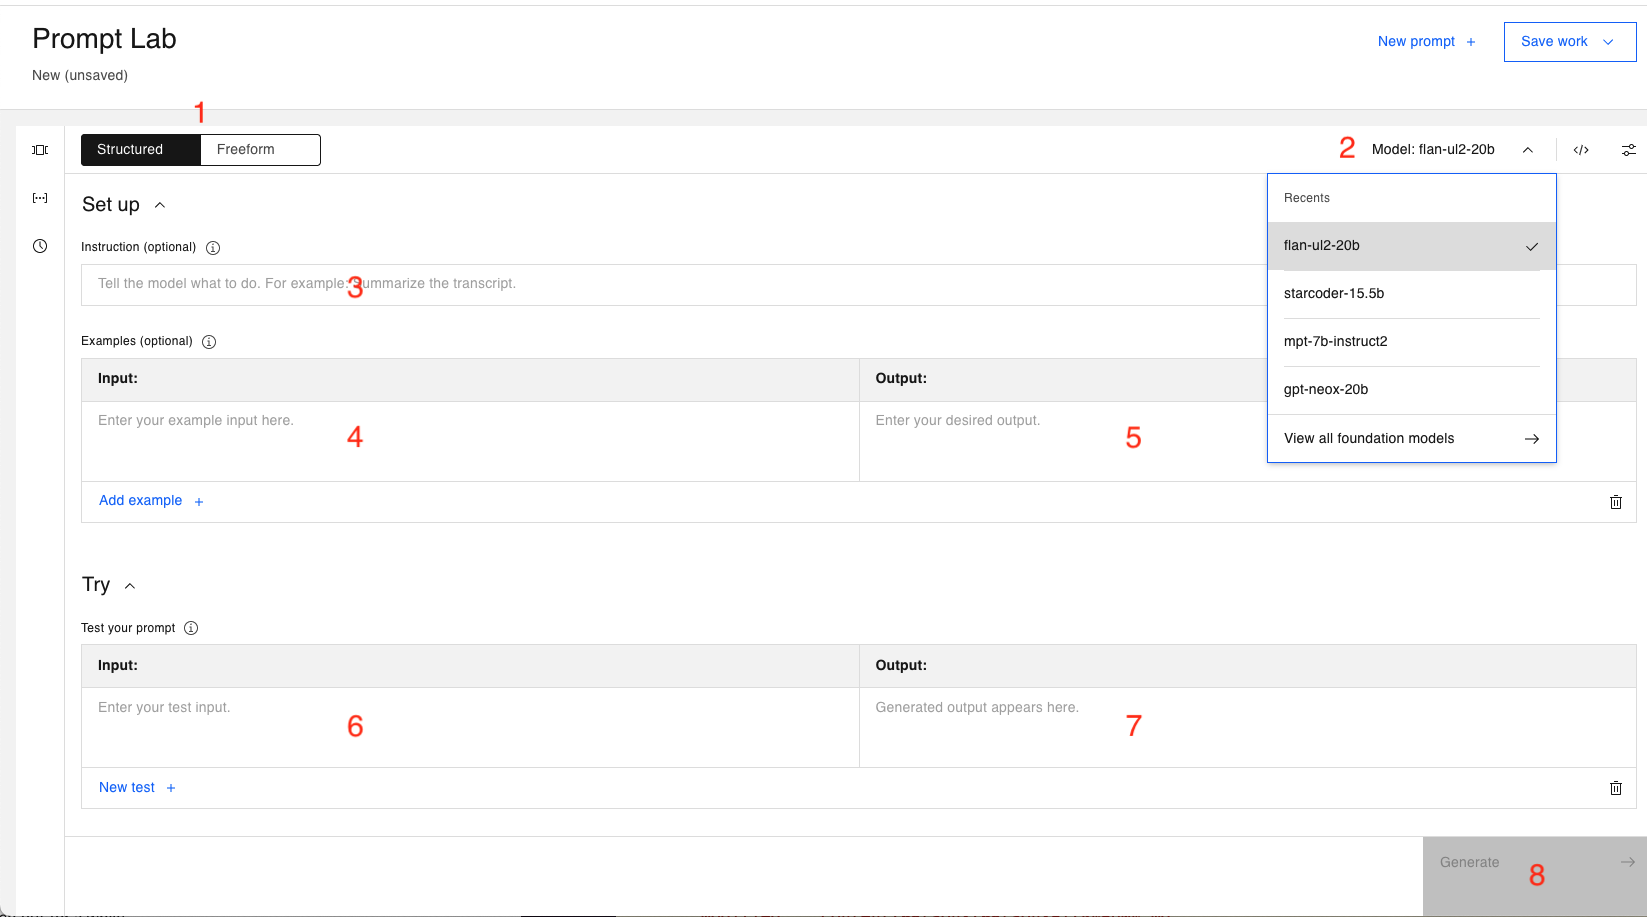 Prompt Lab
New prompt +
Save work
New (unsaved)
1
Structured
Freeform
2
Model: flan-ul2-20b
</>
Recents
flan-ul2-20b
starcoder-15.5b
mpt-7b-instruct2
gpt-neox-20b
View all foundation models
Set up
Instruction (optional)
Tell the model what to do. For example: Summarize the transcript.
3
Examples (optional)
Input:
Output:
Enter your example input here.
4
Enter your desired output.
5
Add example +
Try
Test your prompt
Input:
Output:
Enter your test input.
6
Generated output appears here.
7
New test +
Generate
8